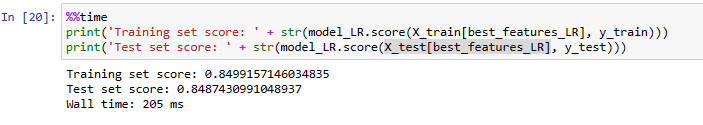 In [20]: %%time
print('Training set score: ' + str(model_LR.score(X_train[best_features_LR], y_train)))
print('Test set score: ' + str(model_LR.score(X_test[best_features_LR], y_test)))
Training set score: 0.8499157146034835
Test set score: 0.8487430991048937
Wall time: 205 ms